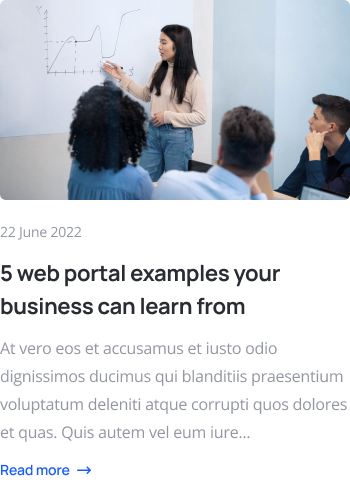 22 June 2022
5 web portal examples your
business can learn from
At vero eos et accusamus et iusto odio
dignissimos ducimus qui blanditiis praesentium
voluptatum deleniti atque corrupti quos dolores
et quas. Quis autem vel eum iure...
Read more →